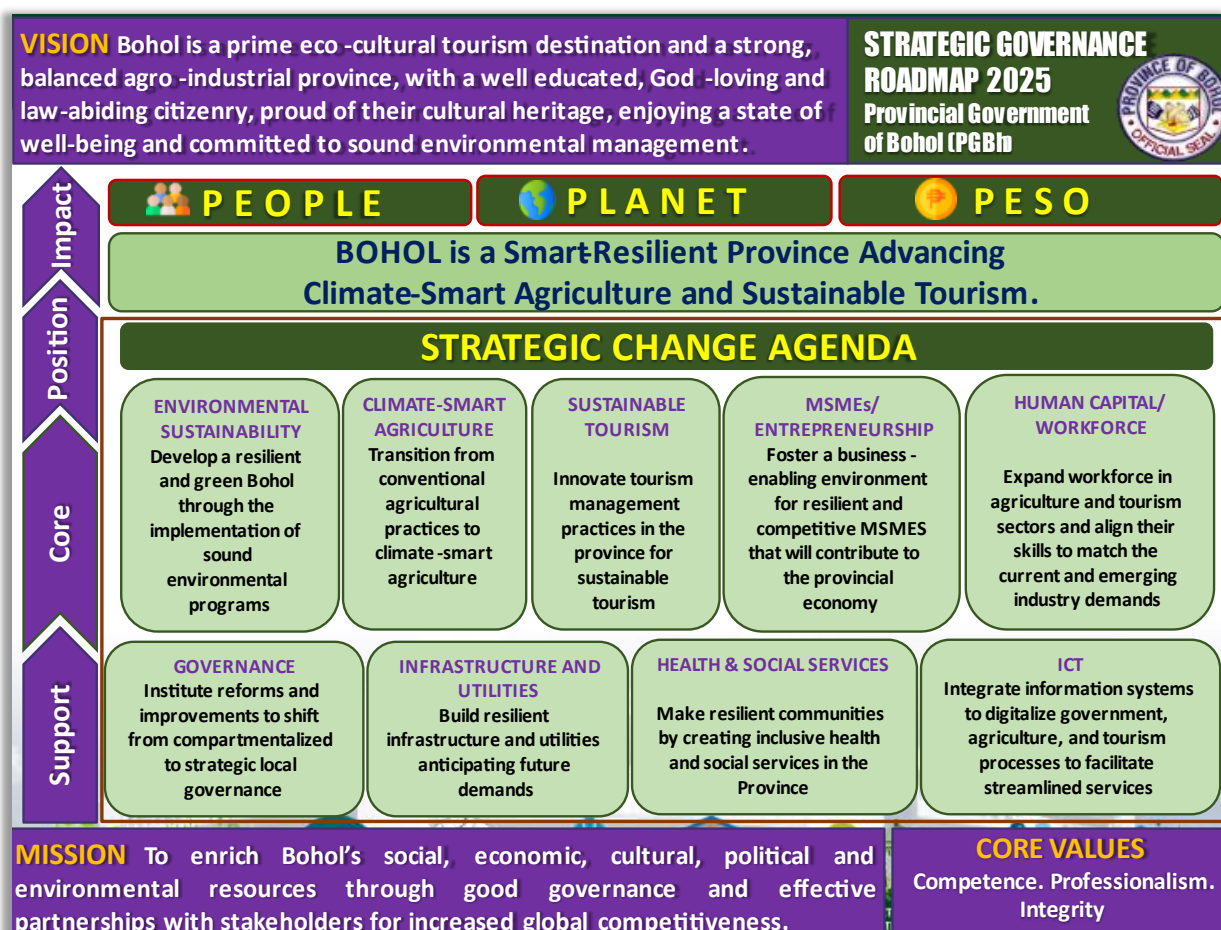 VISION Bohol is a prime eco -cultural tourism destination and a strong,
balanced agro -industrial province, with a well educated, God -loving and
law-abiding citizenry, proud of their cultural heritage, enjoying a state of
well-being and committed to sound environmental management.
STRATEGIC GOVERNANCE
ROADMAP 2025
Provincial Government
of Bohol (PGBh)
PROVINCE OF BOHOL
OFFICIAL SEAL
Impact
PEOPLE
PLANET
PESO
BOHOL is a Smart-Resilient Province Advancing
Climate-Smart Agriculture and Sustainable Tourism.
Position
STRATEGIC CHANGE AGENDA
Core
ENVIRONMENTAL
SUSTAINABILITY
Develop a resilient
and green Bohol
through the
implementation of
sound
environmental
programs
CLIMATE-SMART
AGRICULTURE
Transition from
conventional
agricultural
practices to
climate -smart
agriculture
SUSTAINABLE
TOURISM
Innovate tourism
management
practices in the
province for
sustainable
tourism
MSMEs/
ENTREPRENEURSHIP
Foster a business -
enabling environment
for resilient and
competitive MSMES
that will contribute to
the provincial
economy
HUMAN CAPITAL/
WORKFORCE
Expand workforce in
agriculture and tourism
sectors and align their
skills to match the
current and emerging
industry demands
Support
GOVERNANCE
Institute reforms and
improvements to shift
from compartmentalized
to strategic local
governance
INFRASTRUCTURE AND
UTILITIES
Build resilient
infrastructure and utilities
anticipating future
demands
HEALTH & SOCIAL SERVICES
Make resilient communities
by creating inclusive health
and social services in the
Province
ICT
Integrate information systems
to digitalize government,
agriculture, and tourism
processes to facilitate
streamlined services
MISSION To enrich Bohol's social, economic, cultural, political and
environmental resources through good governance and effective
partnerships with stakeholders for increased global competitiveness.
CORE VALUES
Competence. Professionalism.
Integrity